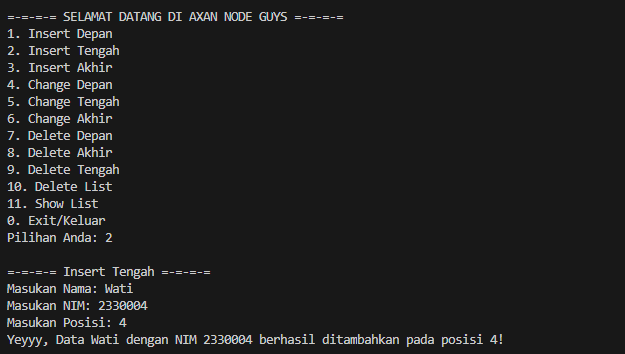 =-=-=-= SELAMAT DATANG DI AXAN NODE GUYS =-=-=-=
1. Insert Depan
2. Insert Tengah
3. Insert Akhir
4. Change Depan
5. Change Tengah
6. Change Akhir
7. Delete Depan
8. Delete Akhir
9. Delete Tengah
10. Delete List
11. Show List
0. Exit/Keluar
Pilihan Anda: 2
=-=-=-= Insert Tengah =-=-=-=
Masukan Nama: Wati
Masukan NIM: 2330004
Masukan Posisi: 4
Yeyyy, Data Wati dengan NIM 2330004 berhasil ditambahkan pada posisi 4!